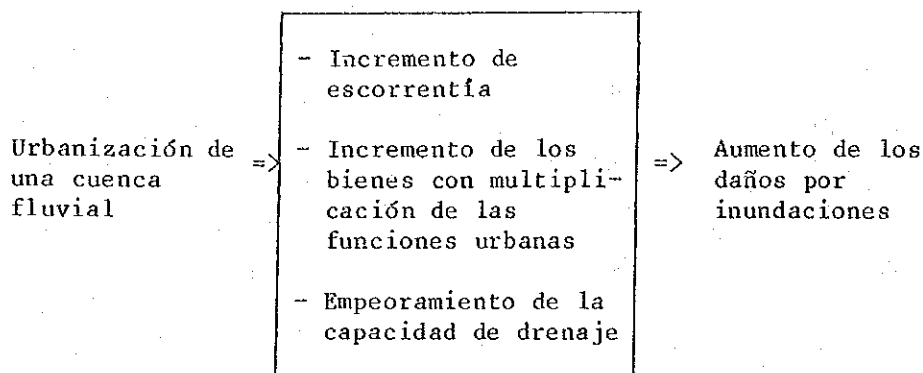 Urbanización de
una cuenca
fluvial
=>
- Incremento de
escorrentía
- Incremento de los
bienes con multipli-
cación de las
funciones urbanas
- Empeoramiento de la
capacidad de drenaje
=>
Aumento de los
daños por
inundaciones